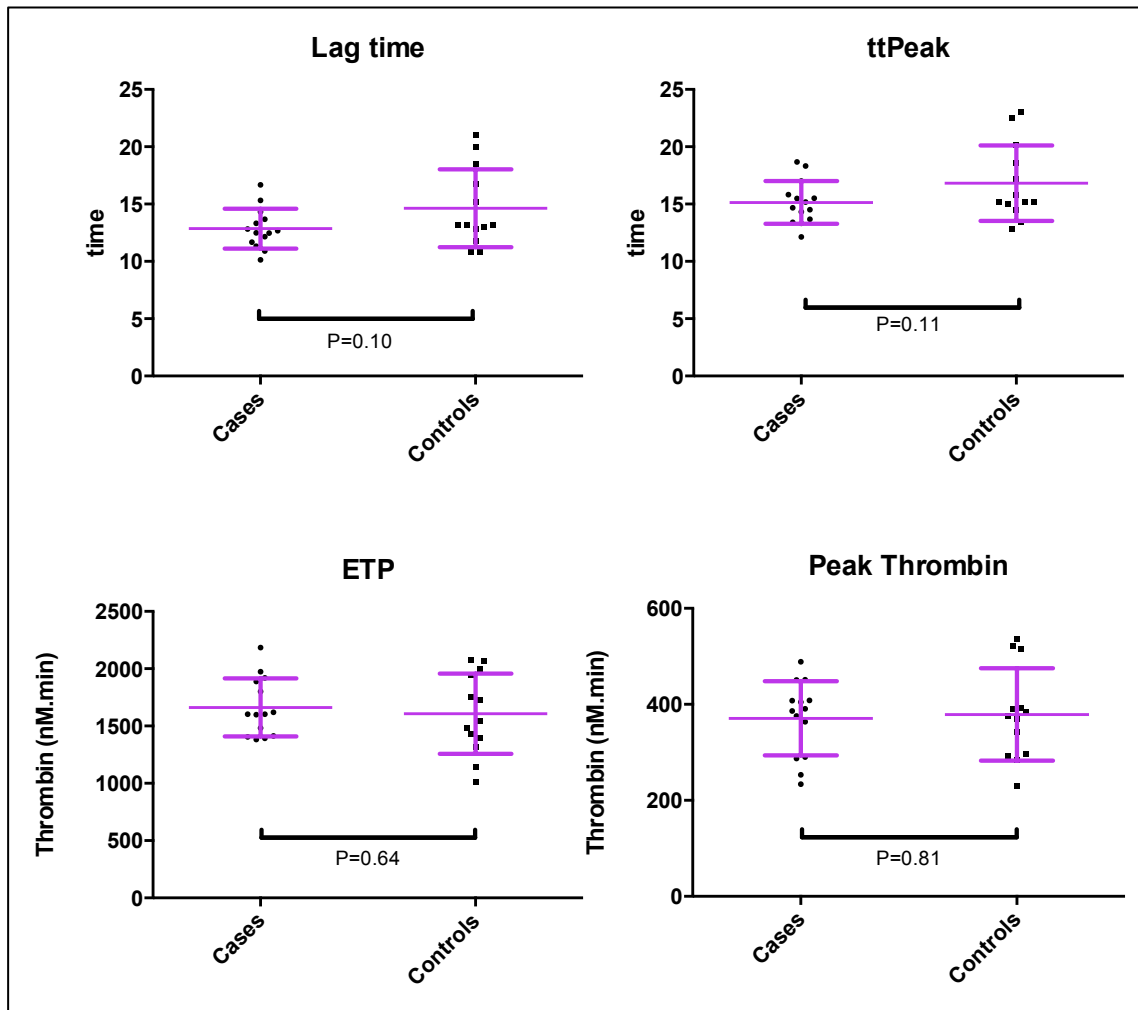 Lag time
25
20
15
10
5
0
time
P=0.10
Cases
Controls
ttPeak
25
20
15
10
5
0
time
P=0.11
Cases
Controls
ETP
2500
2000
1500
1000
500
0
Thrombin (nM.min)
P=0.64
Cases
Controls
Peak Thrombin
600
400
200
0
Thrombin (nM.min)
P=0.81
Cases
Controls